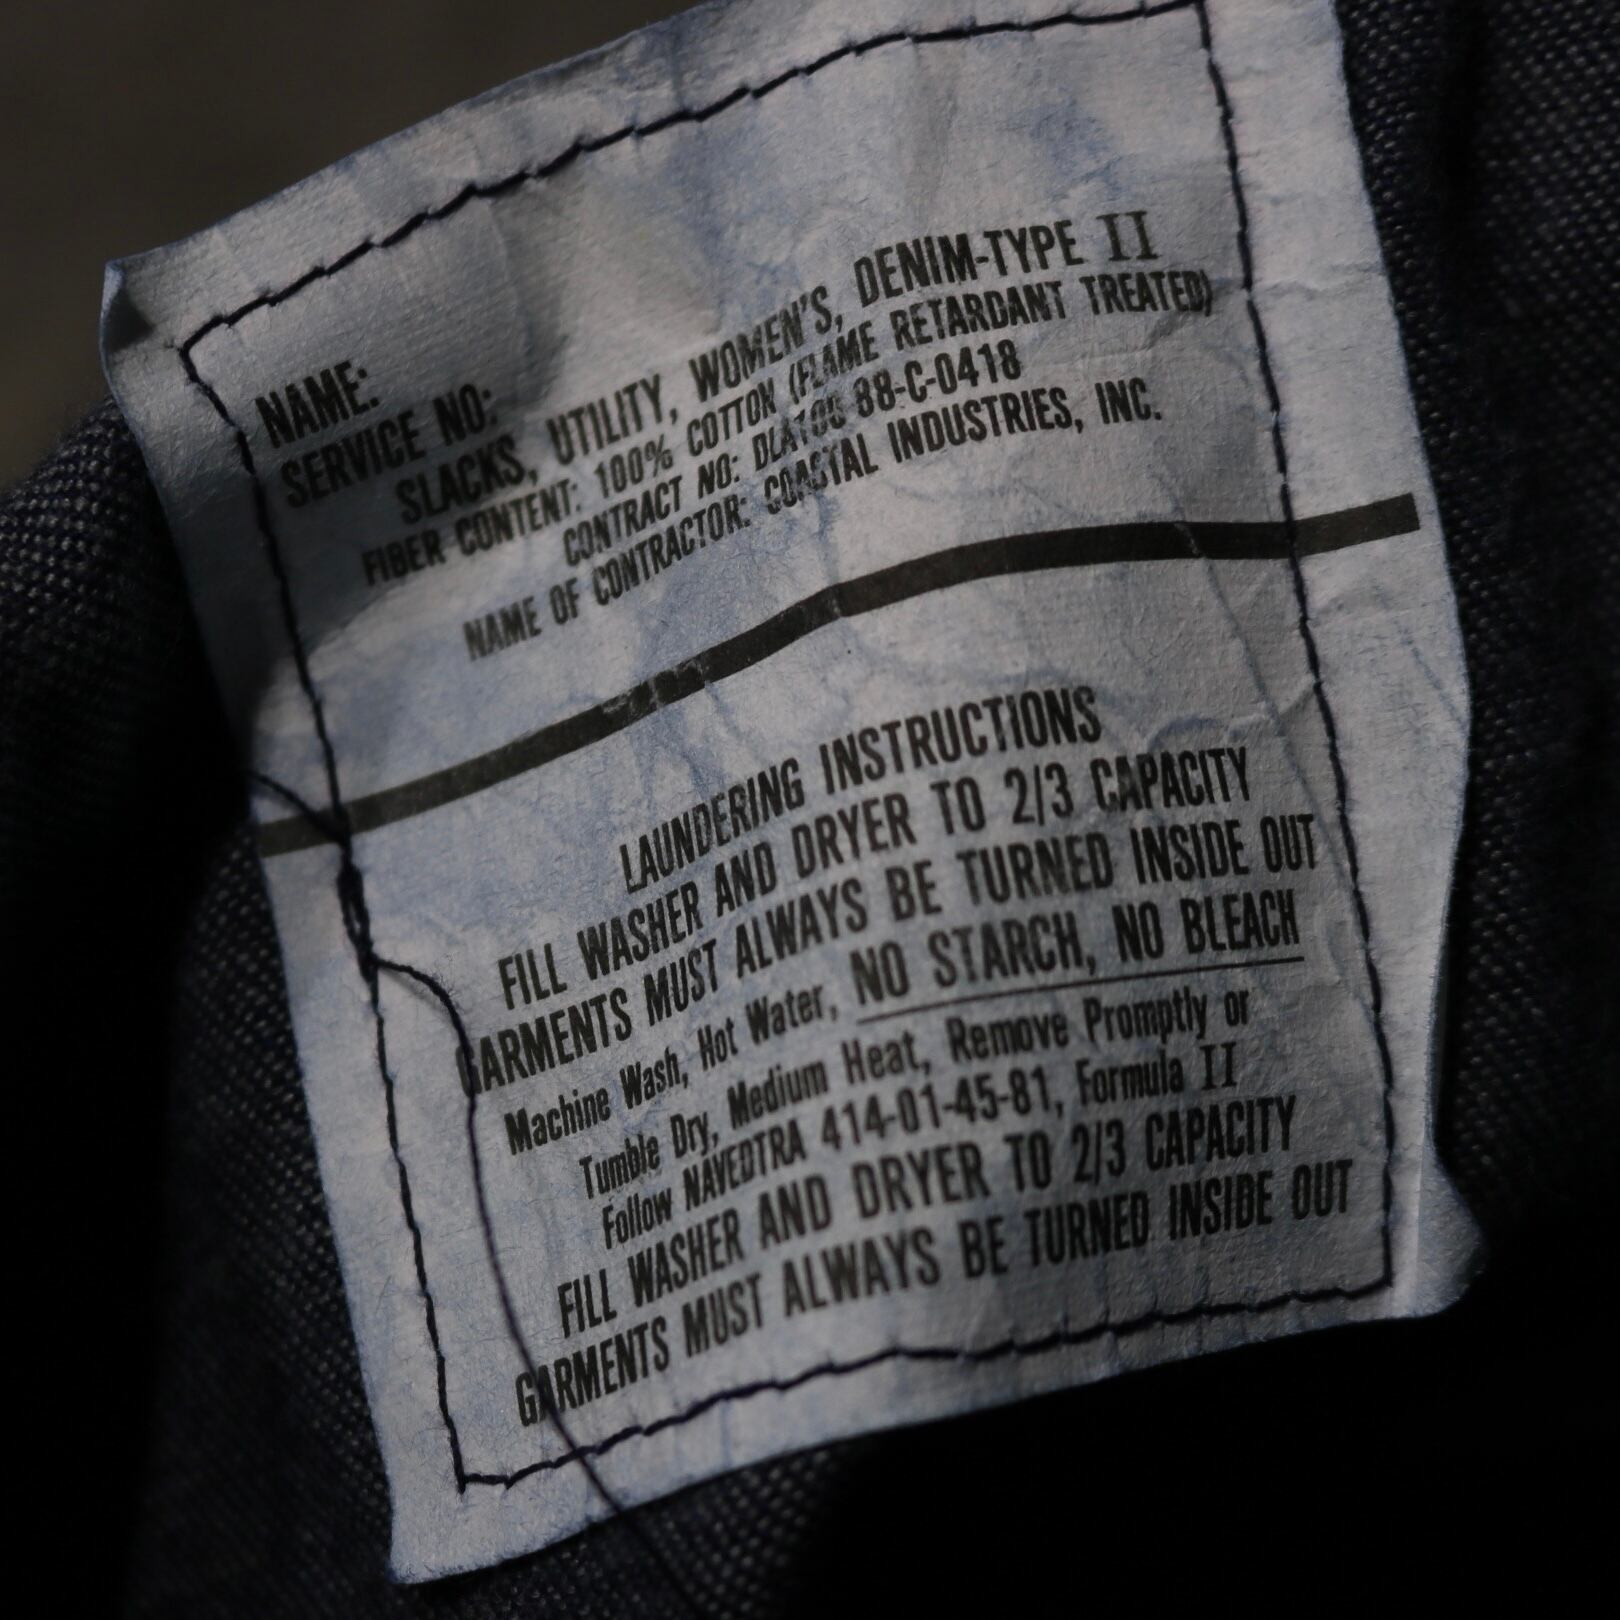 NAME:
SERVICE NO:
SLACKS, UTILITY, WOMEN'S, DENIM-TYPE II
FIBER CONTENT: 100% COTTON (FLAME RETARDANT TREATED)
CONTRACT NO: DLA100 88-C-0418
NAME OF CONTRACTOR: COASTAL INDUSTRIES, INC.
LAUNDERING INSTRUCTIONS
FILL WASHER AND DRYER TO 2/3 CAPACITY
GARMENTS MUST ALWAYS BE TURNED INSIDE OUT
Machine Wash, Hot Water, NO STARCH, NO BLEACH
Tumble Dry, Medium Heat, Remove Promptly or
Follow NAVEDTRA 414-01-45-81, Formula II
FILL WASHER AND DRYER TO 2/3 CAPACITY
GARMENTS MUST ALWAYS BE TURNED INSIDE OUT